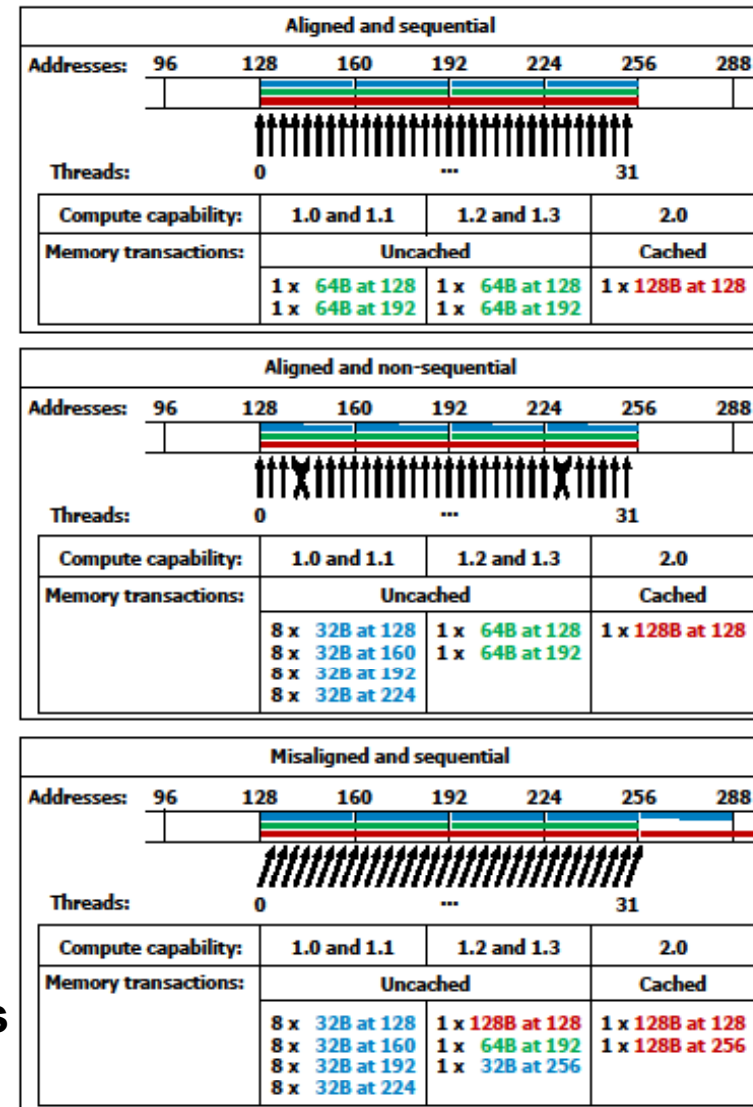 Aligned and sequential
Addresses: 96 128 160 192 224 256 288
Threads: 0 ... 31
Compute capability: 1.0 and 1.1 1.2 and 1.3 2.0
Memory transactions: Uncached Cached
1 x 64B at 128 1 x 64B at 128 1 x 128B at 128
1 x 64B at 192 1 x 64B at 192
Aligned and non-sequential
Addresses: 96 128 160 192 224 256 288
Threads: 0 ... 31
Compute capability: 1.0 and 1.1 1.2 and 1.3 2.0
Memory transactions: Uncached Cached
8 x 32B at 128 1 x 64B at 128 1 x 128B at 128
8 x 32B at 160 1 x 64B at 192
8 x 32B at 192
8 x 32B at 224
Misaligned and sequential
Addresses: 96 128 160 192 224 256 288
Threads: 0 ... 31
Compute capability: 1.0 and 1.1 1.2 and 1.3 2.0
Memory transactions: Uncached Cached
s 8 x 32B at 128 1 x 128B at 128 1 x 128B at 128
8 x 32B at 160 1 x 64B at 192 1 x 128B at 256
8 x 32B at 192 1 x 32B at 256
8 x 32B at 224